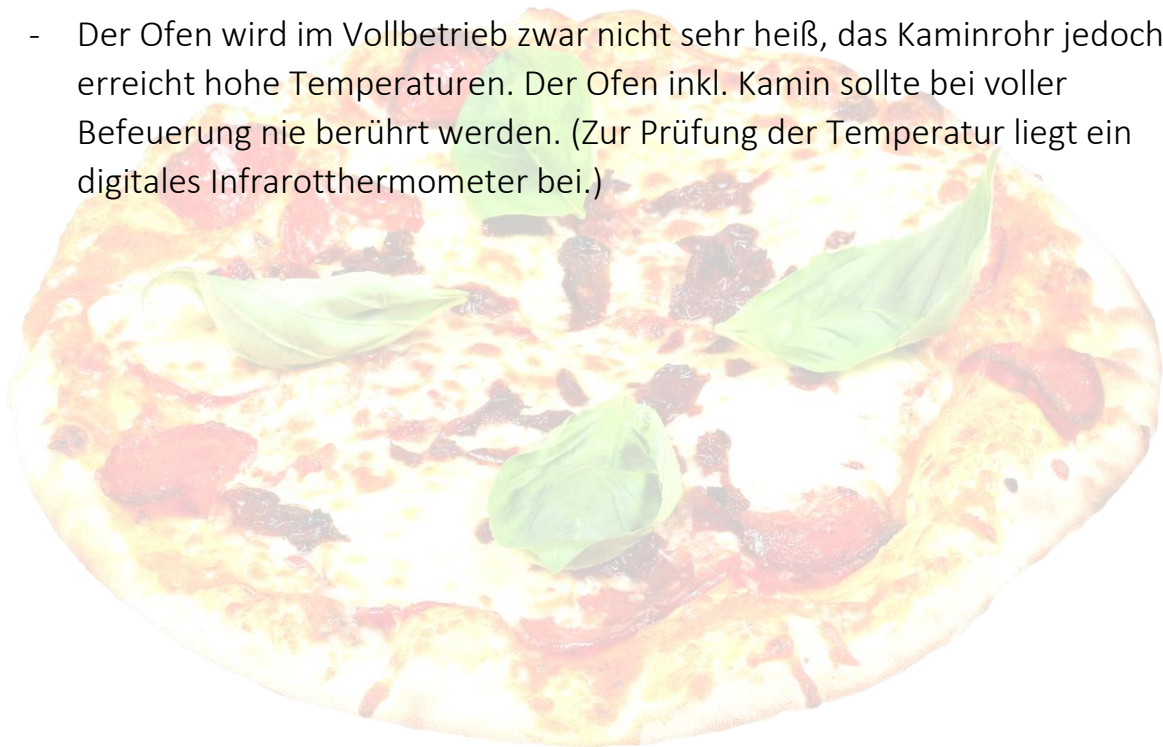 - Der Ofen wird im Vollbetrieb zwar nicht sehr heiß, das Kaminrohr jedoch
erreicht hohe Temperaturen. Der Ofen inkl. Kamin sollte bei voller
Befeuerung nie berührt werden. (Zur Prüfung der Temperatur liegt ein
digitales Infrarotthermometer bei.)